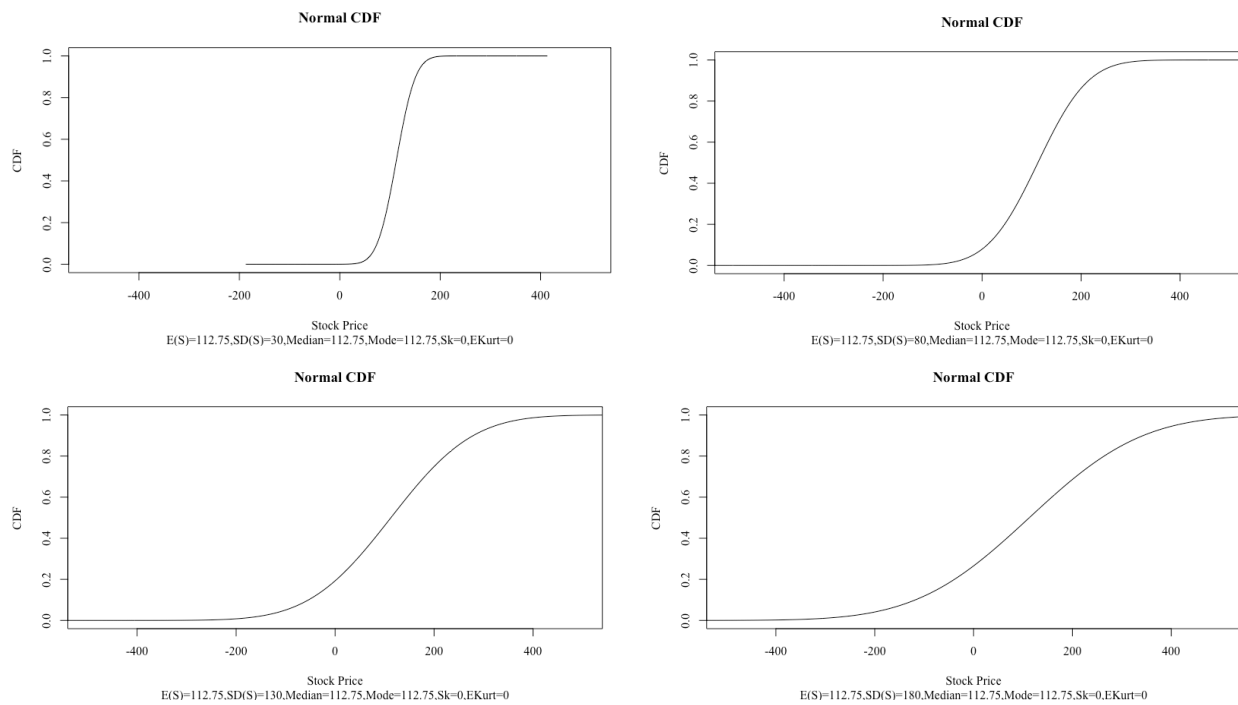 Normal CDF
CDF
0.0 0.2 0.4 0.6 0.8 1.0
-400 -200 0 200 400
Stock Price
E(S)=112.75,SD(S)=30,Median=112.75,Mode=112.75,Sk=0,EKurt=0
Normal CDF
CDF
0.0 0.2 0.4 0.6 0.8 1.0
-400 -200 0 200 400
Stock Price
E(S)=112.75,SD(S)=80,Median=112.75,Mode=112.75,Sk=0,EKurt=0
Normal CDF
CDF
0.0 0.2 0.4 0.6 0.8 1.0
-400 -200 0 200 400
Stock Price
E(S)=112.75,SD(S)=130,Median=112.75,Mode=112.75,Sk=0,EKurt=0
Normal CDF
CDF
0.0 0.2 0.4 0.6 0.8 1.0
-400 -200 0 200 400
Stock Price
E(S)=112.75,SD(S)=180,Median=112.75,Mode=112.75,Sk=0,EKurt=0